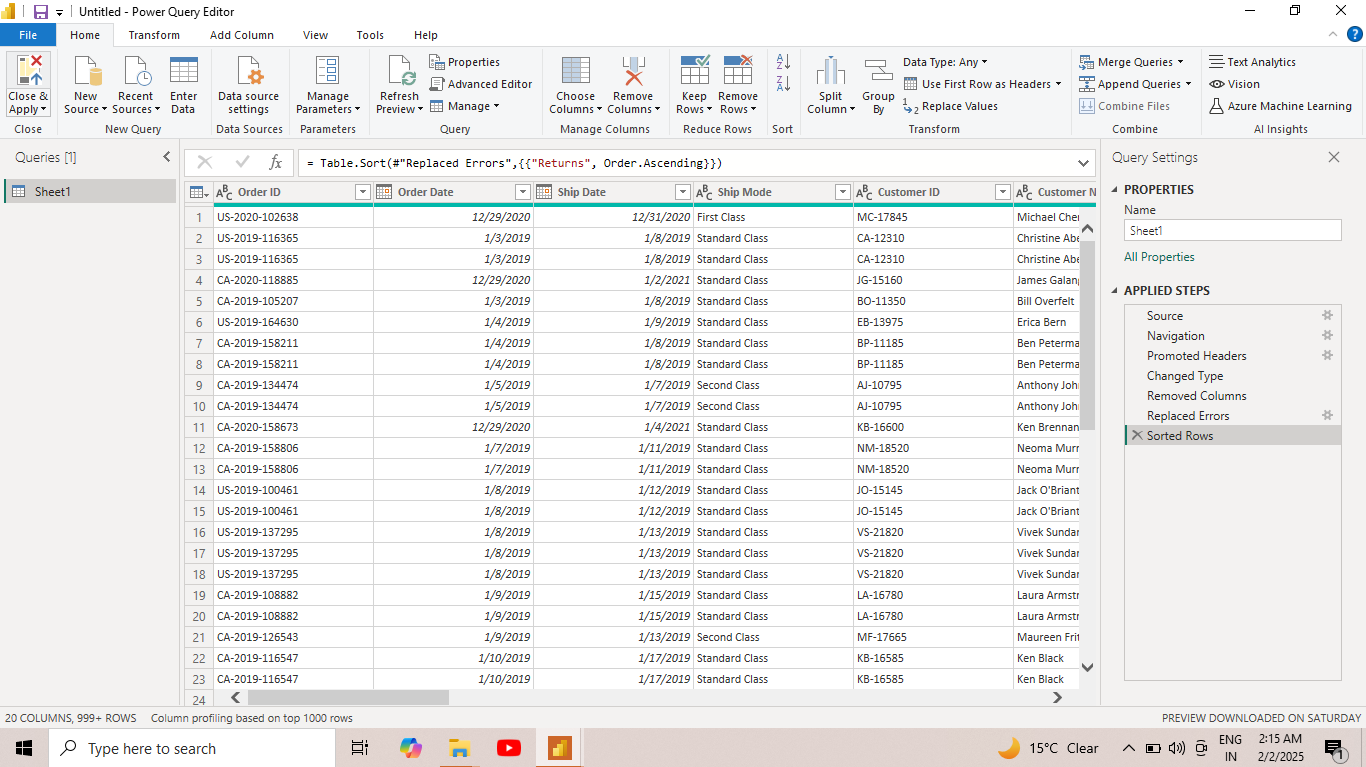 Untitled - Power Query Editor
File Home Transform Add Column View Tools Help
Close & Apply
Close
New Source
Recent Sources
Enter Data
New Query
Data source settings
Data Sources
Manage Parameters
Parameters
Refresh Preview
Properties
Advanced Editor
Manage
Query
Choose Columns
Remove Columns
Manage Columns
Keep Rows
Remove Rows
Reduce Rows
Sort
Split Column
Group By
Data Type: Any
Use First Row as Headers
Replace Values
Transform
Merge Queries
Append Queries
Combine Files
Combine
Text Analytics
Vision
Azure Machine Learning
AI Insights
Queries [1]
Sheet1
= Table.Sort(#"Replaced Errors",{{"Returns", Order.Ascending}})
Order ID Order Date Ship Date Ship Mode Customer ID Customer N
1 US-2020-102638 12/29/2020 12/31/2020 First Class MC-17845 Michael Che
2 US-2019-116365 1/3/2019 1/8/2019 Standard Class CA-12310 Christine Abe
3 US-2019-116365 1/3/2019 1/8/2019 Standard Class CA-12310 Christine Abe
4 CA-2020-118885 12/29/2020 1/2/2021 Standard Class JG-15160 James Galan
5 CA-2019-105207 1/3/2019 1/8/2019 Standard Class BO-11350 Bill Overfelt
6 US-2019-164630 1/4/2019 1/9/2019 Standard Class EB-13975 Erica Bern
7 CA-2019-158211 1/4/2019 1/8/2019 Standard Class BP-11185 Ben Peterma
8 CA-2019-158211 1/4/2019 1/8/2019 Standard Class BP-11185 Ben Peterma
9 CA-2019-134474 1/5/2019 1/7/2019 Second Class AJ-10795 Anthony Joh
10 CA-2019-134474 1/5/2019 1/7/2019 Second Class AJ-10795 Anthony Joh
11 CA-2020-158673 12/29/2020 1/4/2021 Standard Class KB-16600 Ken Brennan
12 CA-2019-158806 1/7/2019 1/11/2019 Standard Class NM-18520 Neoma Murr
13 CA-2019-158806 1/7/2019 1/11/2019 Standard Class NM-18520 Neoma Murr
14 US-2019-100461 1/8/2019 1/12/2019 Standard Class JO-15145 Jack O'Briant
15 US-2019-100461 1/8/2019 1/12/2019 Standard Class JO-15145 Jack O'Briant
16 US-2019-137295 1/8/2019 1/13/2019 Standard Class VS-21820 Vivek Sundar
17 US-2019-137295 1/8/2019 1/13/2019 Standard Class VS-21820 Vivek Sundar
18 US-2019-137295 1/8/2019 1/13/2019 Standard Class VS-21820 Vivek Sundar
19 CA-2019-108882 1/9/2019 1/15/2019 Standard Class LA-16780 Laura Armstr
20 CA-2019-108882 1/9/2019 1/15/2019 Standard Class LA-16780 Laura Armstr
21 CA-2019-126543 1/9/2019 1/13/2019 Second Class MF-17665 Maureen Frit
22 CA-2019-116547 1/10/2019 1/17/2019 Standard Class KB-16585 Ken Black
23 CA-2019-116547 1/10/2019 1/17/2019 Standard Class KB-16585 Ken Black
24
Query Settings
PROPERTIES
Name
Sheet1
All Properties
APPLIED STEPS
Source
Navigation
Promoted Headers
Changed Type
Removed Columns
Replaced Errors
Sorted Rows
20 COLUMNS, 999+ ROWS Column profiling based on top 1000 rows PREVIEW DOWNLOADED ON SATURDAY
Type here to search
15°C Clear
ENG
IN
2:15 AM
2/2/2025
1